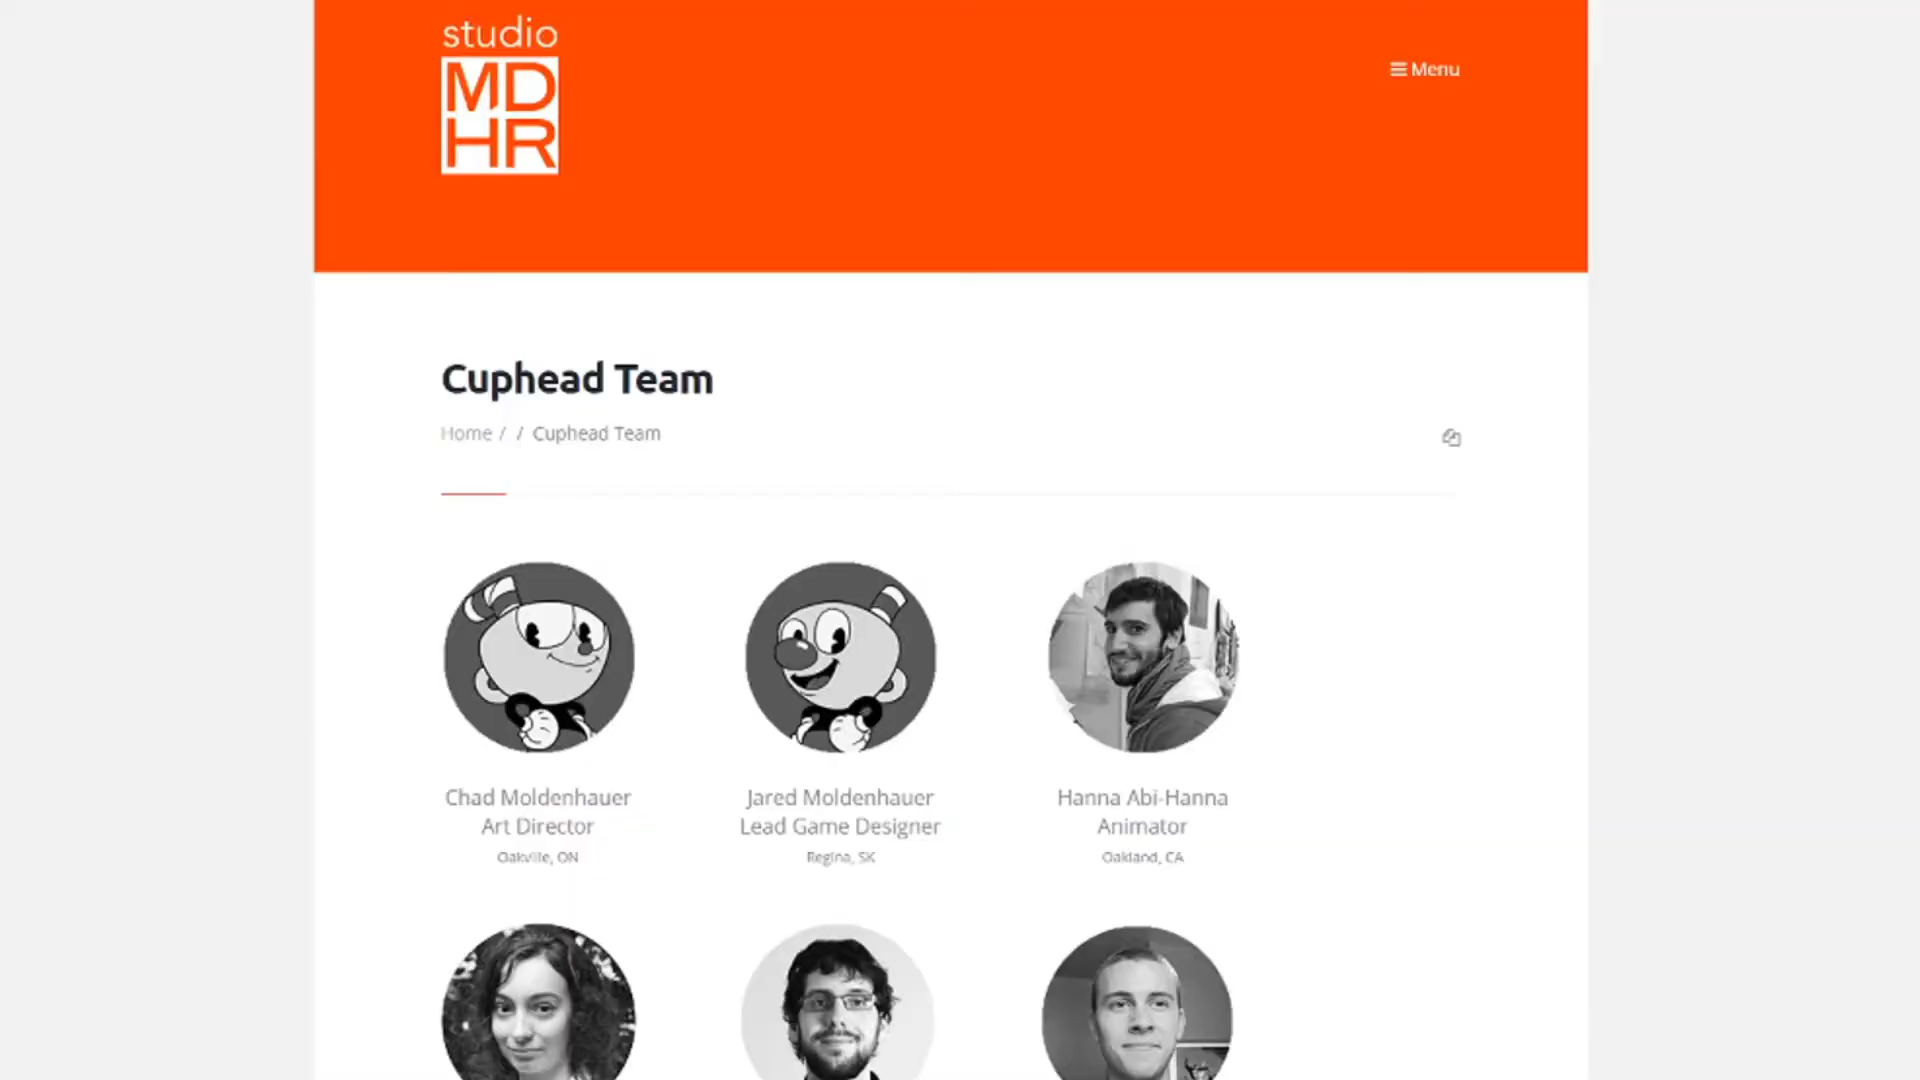 studio
MD
HR
Menu
Cuphead Team
Home / / Cuphead Team
Chad Moldenhauer
Art Director
Oakville, ON
Jared Moldenhauer
Lead Game Designer
Regina, SK
Hanna Abi-Hanna
Animator
Oakland, CA